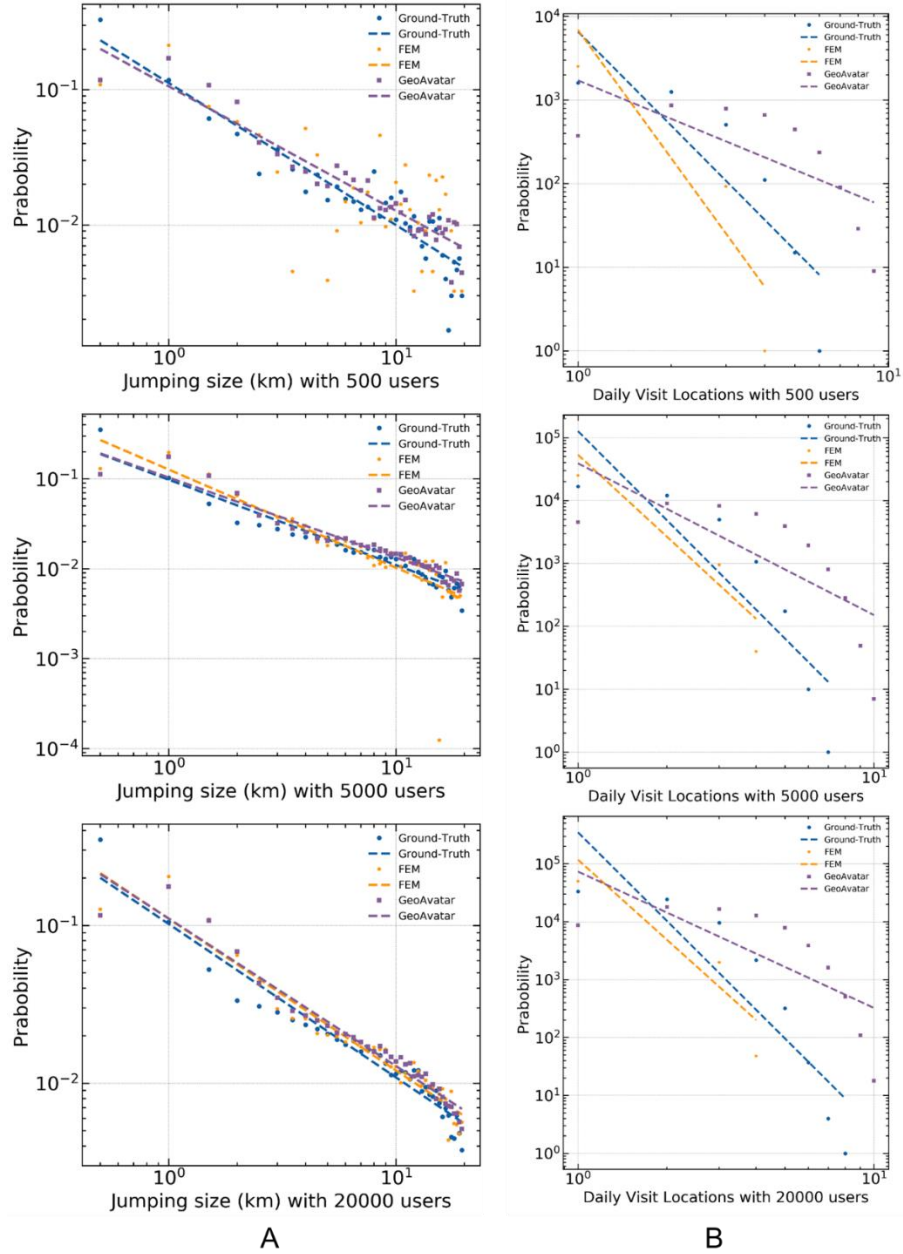 10⁻¹
10⁻²
Prabobility
Ground-Truth
Ground-Truth
FEM
FEM
GeoAvatar
GeoAvatar
10⁰
10¹
Jumping size (km) with 500 users
10⁴
10³
10²
10¹
10⁰
Prabobility
Ground-Truth
Ground-Truth
FEM
FEM
GeoAvatar
GeoAvatar
10⁰
10¹
Daily Visit Locations with 500 users
10⁻¹
10⁻²
10⁻³
10⁻⁴
Prabobility
Ground-Truth
Ground-Truth
FEM
FEM
GeoAvatar
GeoAvatar
10⁰
10¹
Jumping size (km) with 5000 users
10⁵
10⁴
10³
10²
10¹
10⁰
Prabobility
Ground-Truth
Ground-Truth
FEM
FEM
GeoAvatar
GeoAvatar
10⁰
10¹
Daily Visit Locations with 5000 users
10⁻¹
10⁻²
Prabobility
Ground-Truth
Ground-Truth
FEM
FEM
GeoAvatar
GeoAvatar
10⁰
10¹
Jumping size (km) with 20000 users
10⁵
10⁴
10³
10²
10¹
10⁰
Prabobility
Ground-Truth
Ground-Truth
FEM
FEM
GeoAvatar
GeoAvatar
10⁰
10¹
Daily Visit Locations with 20000 users
A
B